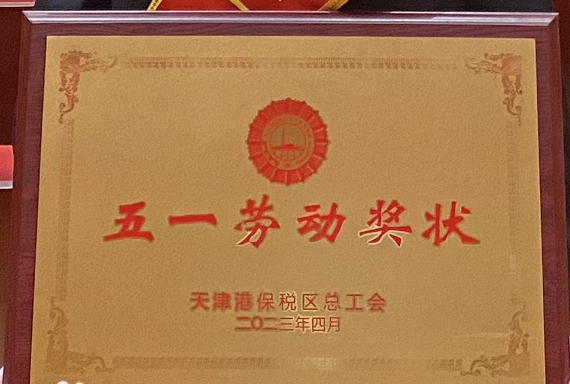 五一劳动奖状
天津港保税区总工会
二〇二三年四月